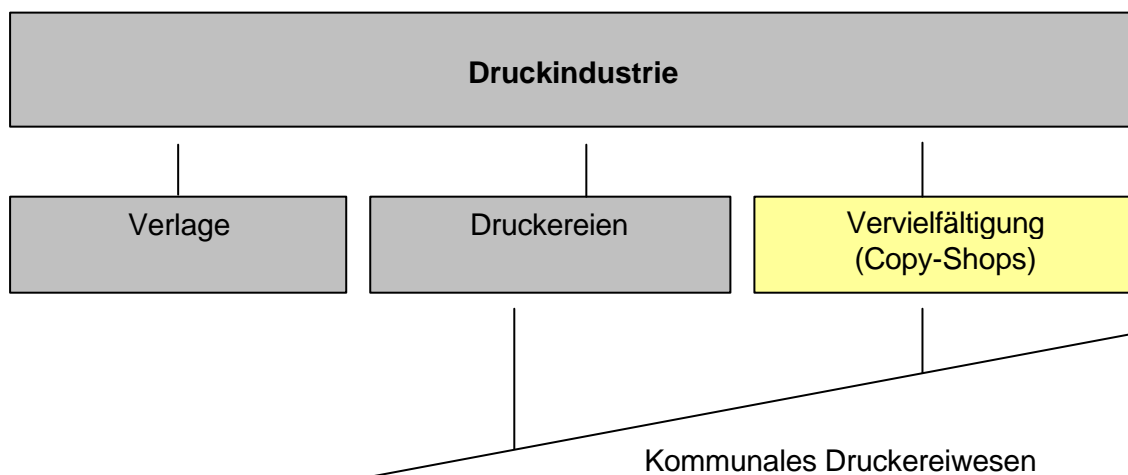 Druckindustrie
Verlage
Druckereien
Vervielfältigung
(Copy-Shops)
Kommunales Druckereiwesen